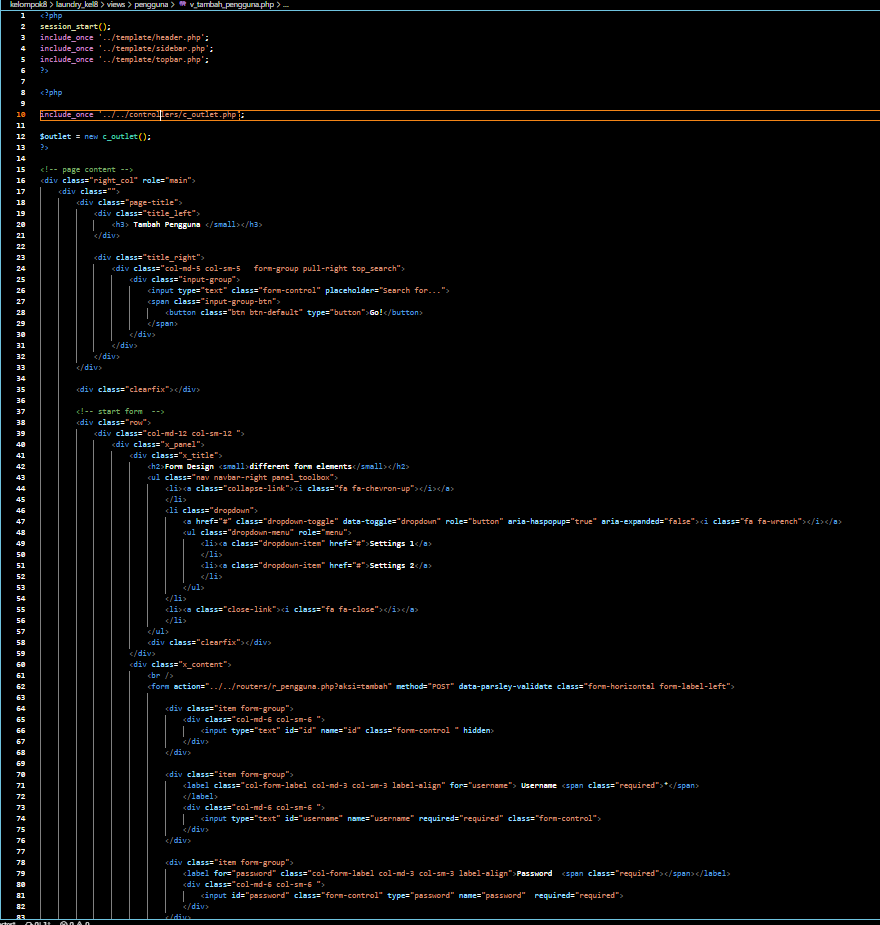 kelompok8 > laundry_kel8 > views > pengguna > v_tambah_pengguna.php > ...
1 <?php
2 session_start();
3 include_once '../template/header.php';
4 include_once '../template/sidebar.php';
5 include_once '../template/topbar.php';
6 ?>
7
8 <?php
9
10 include_once '../../controllers/c_outlet.php';
11
12 $outlet = new c_outlet();
13 ?>
14
15 <!-- page content -->
16 <div class="right_col" role="main">
17 <div class="">
18 <div class="page-title">
19 <div class="title_left">
20 <h3> Tambah Pengguna </small></h3>
21 </div>
22
23 <div class="title_right">
24 <div class="col-md-5 col-sm-5   form-group pull-right top_search">
25 <div class="input-group">
26 <input type="text" class="form-control" placeholder="Search for...">
27 <span class="input-group-btn">
28 <button class="btn btn-default" type="button">Go!</button>
29 </span>
30 </div>
31 </div>
32 </div>
33 </div>
34
35 <div class="clearfix"></div>
36
37 <!-- start form  -->
38 <div class="row">
39 <div class="col-md-12 col-sm-12 ">
40 <div class="x_panel">
41 <div class="x_title">
42 <h2>Form Design <small>different form elements</small></h2>
43 <ul class="nav navbar-right panel_toolbox">
44 <li><a class="collapse-link"><i class="fa fa-chevron-up"></i></a>
45 </li>
46 <li class="dropdown">
47 <a href="#" class="dropdown-toggle" data-toggle="dropdown" role="button" aria-haspopup="true" aria-expanded="false"><i class="fa fa-wrench"></i></a>
48 <ul class="dropdown-menu" role="menu">
49 <li><a class="dropdown-item" href="#">Settings 1</a>
50 </li>
51 <li><a class="dropdown-item" href="#">Settings 2</a>
52 </li>
53 </ul>
54 </li>
55 <li><a class="close-link"><i class="fa fa-close"></i></a>
56 </li>
57 </ul>
58 <div class="clearfix"></div>
59 </div>
60 <div class="x_content">
61 <br />
62 <form action="../../routers/r_pengguna.php?aksi=tambah" method="POST" data-parsley-validate class="form-horizontal form-label-left">
63
64 <div class="item form-group">
65 <div class="col-md-6 col-sm-6 ">
66 <input type="text" id="id" name="id" class="form-control " hidden>
67 </div>
68 </div>
69
70 <div class="item form-group">
71 <label class="col-form-label col-md-3 col-sm-3 label-align" for="username"> Username <span class="required">*</span>
72 </label>
73 <div class="col-md-6 col-sm-6 ">
74 <input type="text" id="username" name="username" required="required" class="form-control">
75 </div>
76 </div>
77
78 <div class="item form-group">
79 <label for="password" class="col-form-label col-md-3 col-sm-3 label-align">Password  <span class="required"></span></label>
80 <div class="col-md-6 col-sm-6 ">
81 <input id="password" class="form-control" type="password" name="password"  required="required">
82 </div>
83 </div>